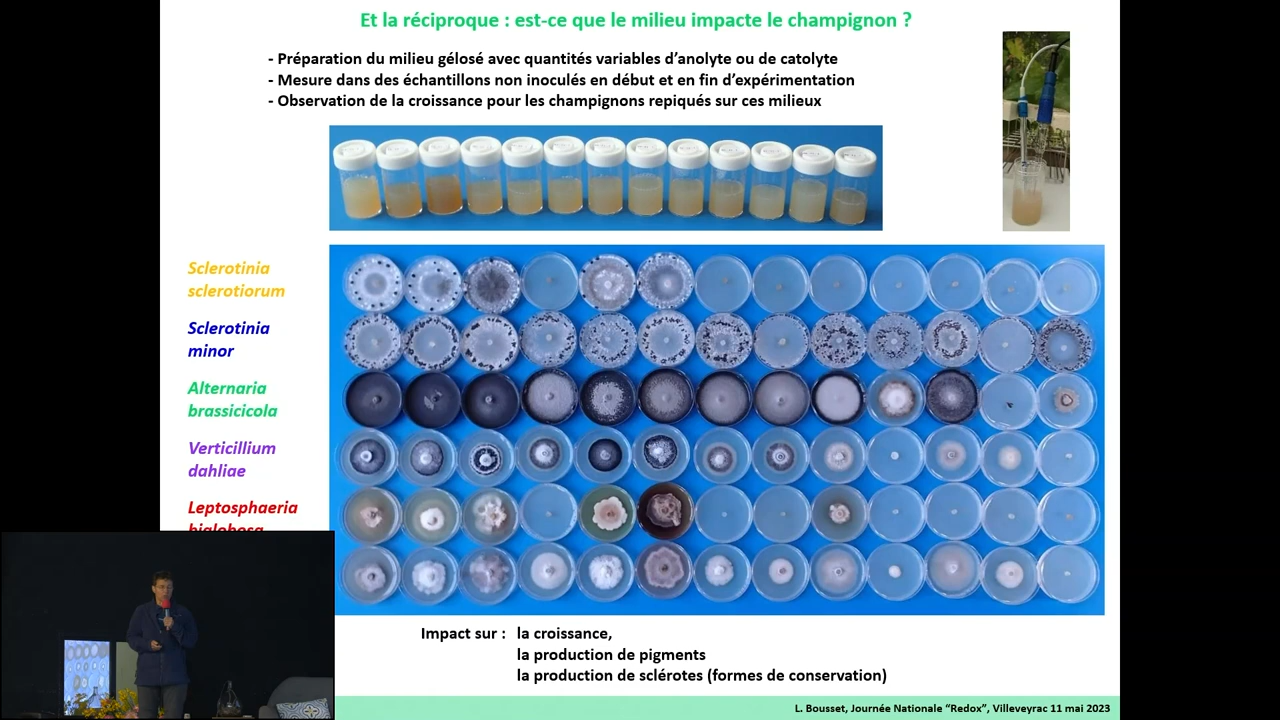 Et la réciproque : est-ce que le milieu impacte le champignon ?
- Préparation du milieu gélosé avec quantités variables d’anolyte ou de catolyte
- Mesure dans des échantillons non inoculés en début et en fin d’expérimentation
- Observation de la croissance pour les champignons repiqués sur ces milieux
Sclerotinia
sclerotiorum
Sclerotinia
minor
Alternaria
brassicicola
Verticillium
dahliae
Leptosphaeria
biglobosa
Impact sur : la croissance,
la production de pigments
la production de sclérotes (formes de conservation)
L. Bousset, Journée Nationale “Redox”, Villeveyrac 11 mai 2023